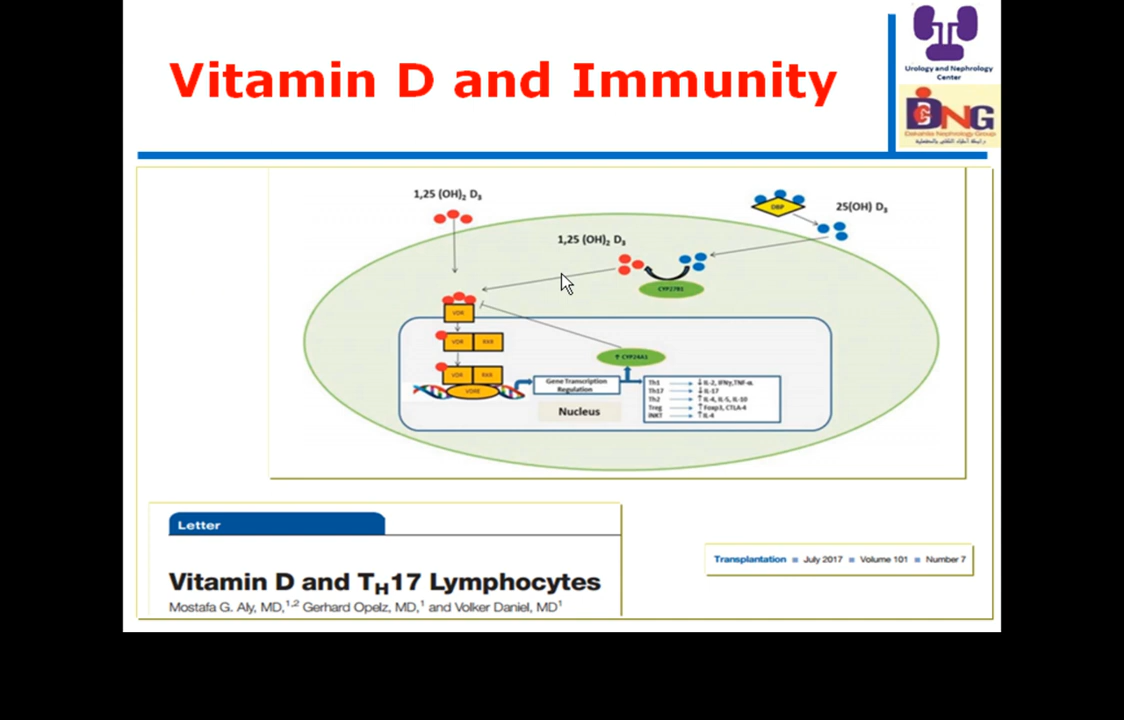 Vitamin D and Immunity
Urology and Nephrology
Center
DNG
Dakahlia Nephrology Group
1,25 (OH)₂ D₃
DBP
25(OH) D₃
1,25 (OH)₂ D₃
CYP27B1
VDR
VDR RXR
↑ CYP24A1
VDR RXR
VDRE
Gene Transcription
Regulation
Nucleus
Th1 → ↓ IL-2, IFNγ,TNF-α.
Th17 → ↓ IL-17
Th2 → ↑ IL-4, IL-5, IL-10
Treg → ↑ Foxp3, CTLA-4
iNKT → ↑ IL-4
Letter
Vitamin D and TH17 Lymphocytes
Mostafa G. Aly, MD,1,2 Gerhard Opelz, MD,1 and Volker Daniel, MD1
Transplantation ■ July 2017 ■ Volume 101 ■ Number 7